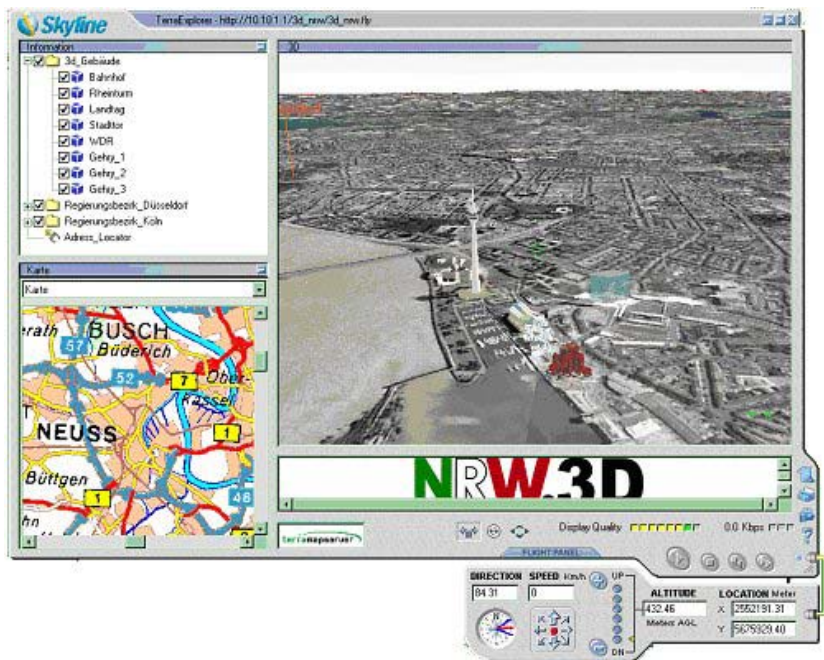 Skyline
TerraExplorer - http://10.10.1.1/3d_nrw/3d_nrw.fly
Information
3d_Gebäude
Bahnhof
Rheinturm
Landtag
Stadttor
WDR
Gehry_1
Gehry_2
Gehry_3
Regierungsbezirk_Düsseldorf
Regierungsbezirk_Köln
Adress_Locator
3D
Karte
Karte
BUSCH
Büderich
57
52
7
Ober-
Kassel
NEUSS
1
Büttgen
1
46
NRW.3D
terramapserver
Display Quality
0.0 Kbps
FLIGHT PANEL
DIRECTION SPEED Km/h UP
84.31 0
ALTITUDE LOCATION Meter
432.46 X 2552191.31
Meters AGL Y 5675929.40
DN